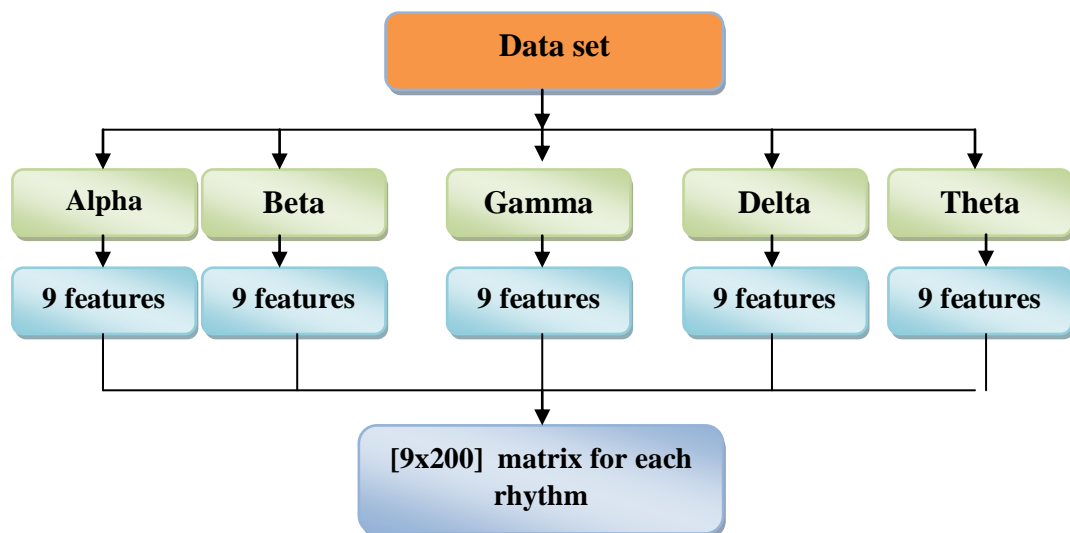 Data set
Alpha
Beta
Gamma
Delta
Theta
9 features
9 features
9 features
9 features
9 features
[9x200] matrix for each
rhythm